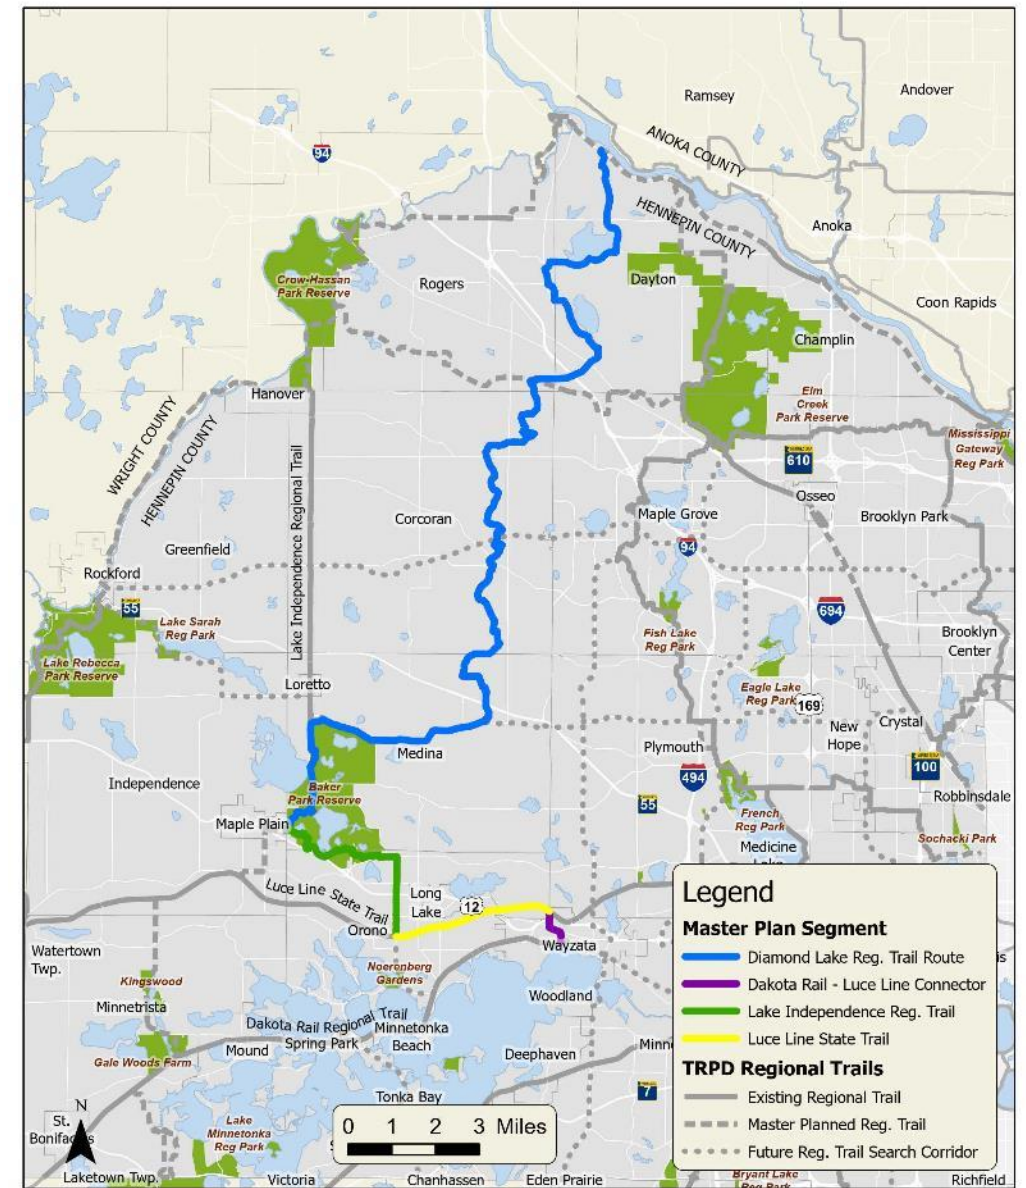 Ramsey
Andover
ANOKA COUNTY
94
HENNEPIN COUNTY
Anoka
Crow-Hassan
Park Reserve
Rogers
Dayton
Coon Rapids
Champlin
Hanover
Elm
Creek
Park Reserve
WRIGHT COUNTY
HENNEPIN COUNTY
Mississippi
Gateway
Reg Park
610
Lake Independence Regional Trail
Osseo
Corcoran
Maple Grove
Brooklyn Park
Greenfield
94
Rockford
55
694
Lake Sarah
Reg Park
Fish Lake
Reg Park
Brooklyn
Center
Lake Rebecca
Park Reserve
Loretto
Eagle Lake
Reg Park
169
New
Hope
Crystal
Medina
Plymouth
494
100
Independence
Baker
Park Reserve
55
Robbinsdale
Maple Plain
French
Reg Park
Sochacki Park
Medicine
Lake
Luce Line State Trail
Long
Lake
12
Orono
Wayzata
Watertown
Twp.
Noerenberg
Gardens
Kingswood
Woodland
Minnetrista
Dakota Rail Regional Trail
Minnetonka
Beach
Spring Park
Mound
Deephaven
Gale Woods Farm
7
Tonka Bay
N
St.
Lake
Minnetonka
Reg Park
0 1 2 3 Miles
Laketown Twp.
Victoria
Chanhassen
Eden Prairie
Bryant Lake
Reg Park
Richfield
Legend
Master Plan Segment
Diamond Lake Reg. Trail Route
Dakota Rail - Luce Line Connector
Lake Independence Reg. Trail
Luce Line State Trail
TRPD Regional Trails
Existing Regional Trail
Master Planned Reg. Trail
Future Reg. Trail Search Corridor